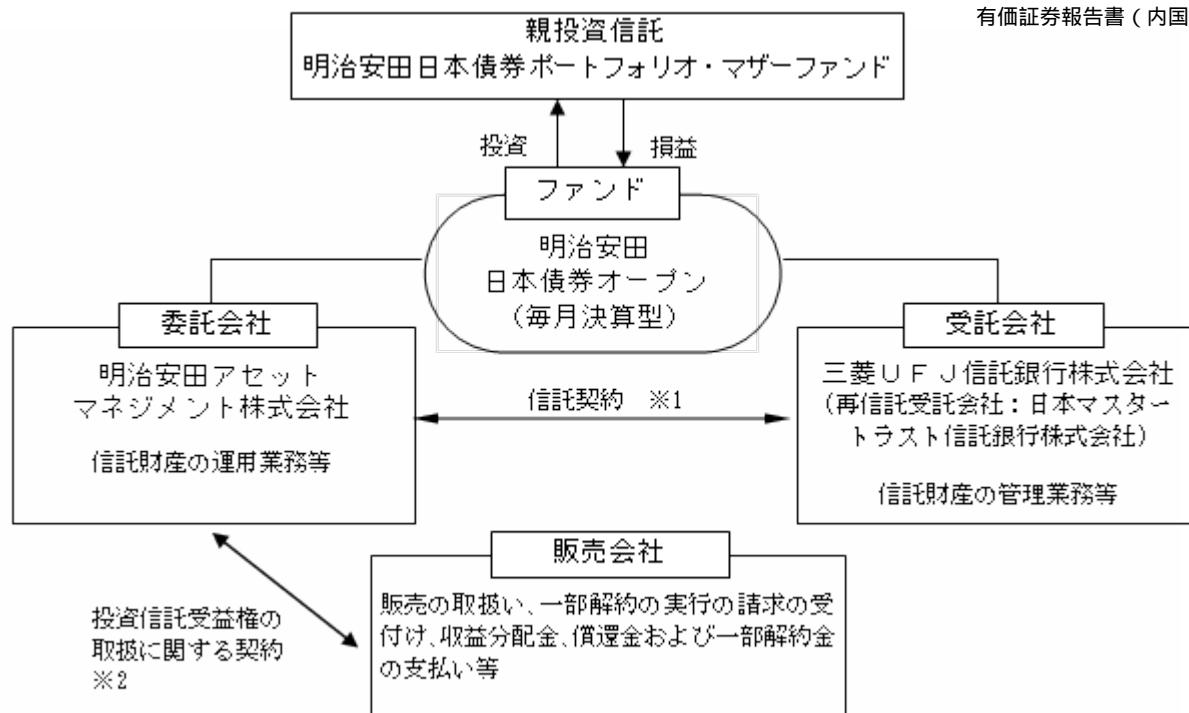 有価証券報告書（内国
親投資信託
明治安田日本債券ポートフォリオ・マザーファンド
投資
損益
ファンド
明治安田
日本債券オープン
（毎月決算型）
委託会社
明治安田アセット
マネジメント株式会社
信託財産の運用業務等
信託契約　※1
受託会社
三菱ＵＦＪ信託銀行株式会社
（再信託受託会社：日本マスター
トラスト信託銀行株式会社）
信託財産の管理業務等
投資信託受益権の
取扱に関する契約
※2
販売会社
販売の取扱い、一部解約の実行の請求の受
付け、収益分配金、償還金および一部解約金
の支払い等